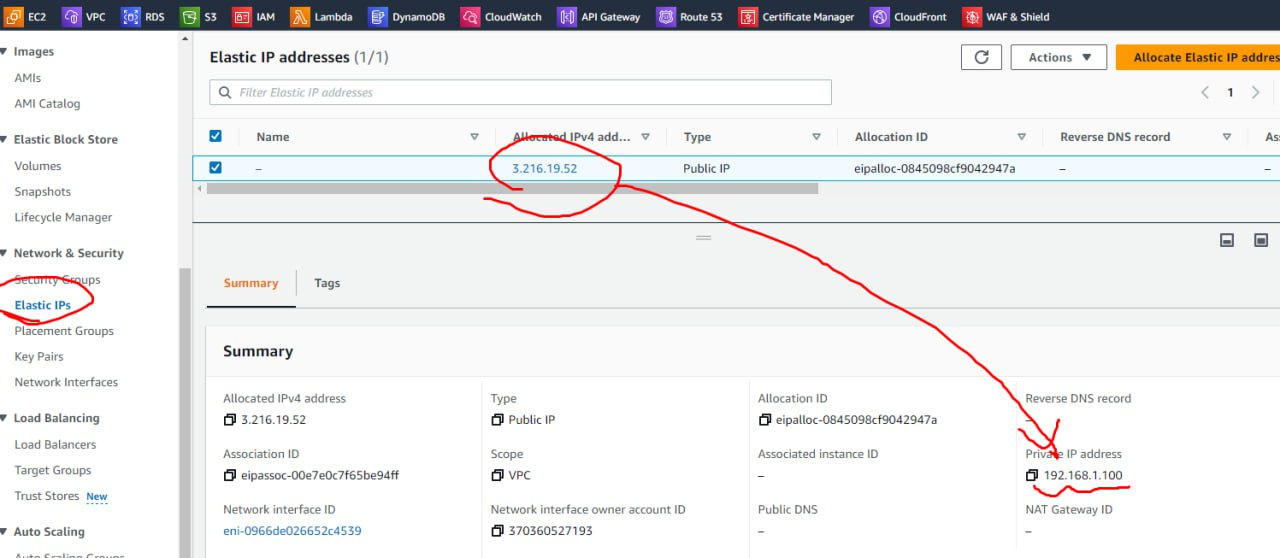 EC2 VPC RDS S3 IAM Lambda DynamoDB CloudWatch API Gateway Route 53 Certificate Manager CloudFront WAF & Shield
Images
AMIs
AMI Catalog
Elastic Block Store
Volumes
Snapshots
Lifecycle Manager
Network & Security
Security Groups
Elastic IPs
Placement Groups
Key Pairs
Network Interfaces
Load Balancing
Load Balancers
Target Groups
Trust Stores New
Auto Scaling
Auto Scaling Groups
Elastic IP addresses (1/1)
Actions
Allocate Elastic IP addres
Filter Elastic IP addresses
1
Name Allocated IPv4 add... Type Allocation ID Reverse DNS record Ass
– 3.216.19.52 Public IP eipalloc-0845098cf9042947a – –
Summary Tags
Summary
Allocated IPv4 address Type Allocation ID Reverse DNS record
3.216.19.52 Public IP eipalloc-0845098cf9042947a –
Association ID Scope Associated instance ID Private IP address
eipassoc-00e7e0c7f65be94ff VPC – 192.168.1.100
Network interface ID Network interface owner account ID Public DNS NAT Gateway ID
eni-0966de026652c4539 370360527193 – –